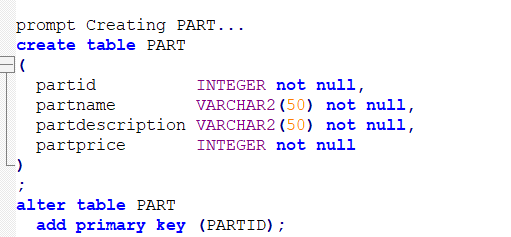 prompt Creating PART...
create table PART
(
  partid          INTEGER not null,
  partname        VARCHAR2(50) not null,
  partdescription VARCHAR2(50) not null,
  partprice       INTEGER not null
)
;
alter table PART
  add primary key (PARTID);